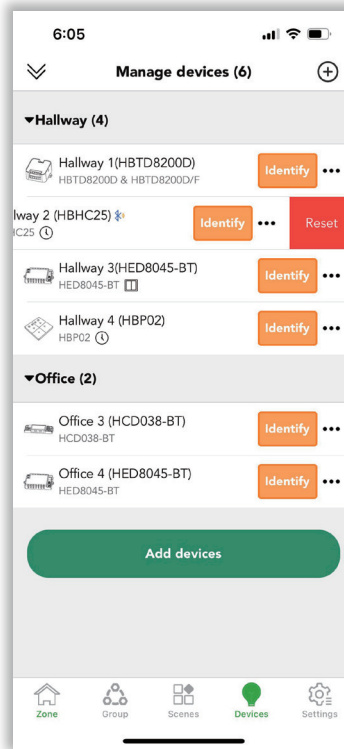 6:05
Manage devices (6)
Hallway (4)
Hallway 1(HBTD8200D)
HBTD8200D & HBTD8200D/F
Identify
lway 2 (HBHC25)
IC25
Identify
Reset
Hallway 3(HED8045-BT)
HED8045-BT
Identify
Hallway 4 (HBP02)
HBP02
Identify
Office (2)
Office 3 (HCD038-BT)
HCD038-BT
Identify
Office 4 (HED8045-BT)
HED8045-BT
Identify
Add devices
Zone
Group
Scenes
Devices
Settings